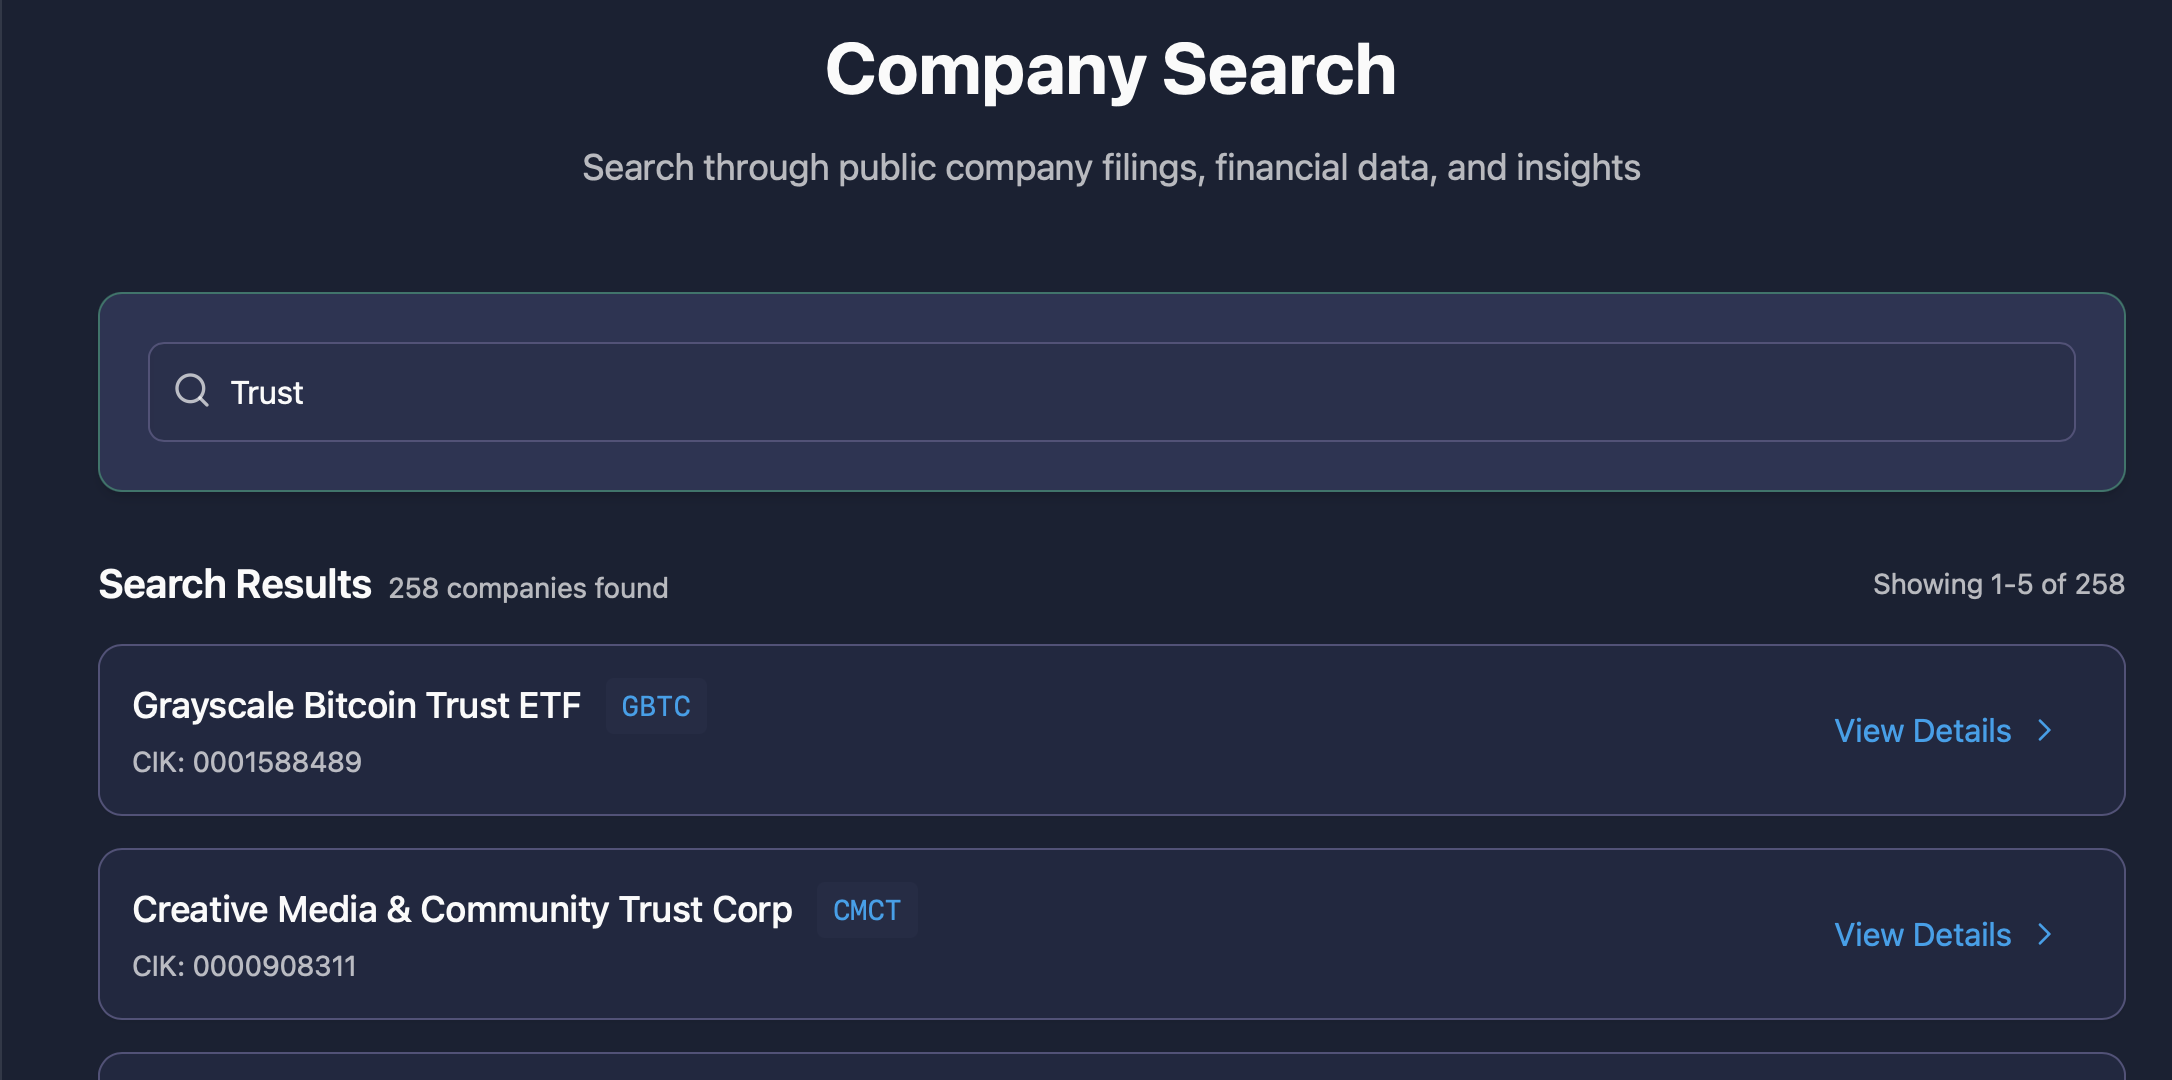 Company Search
Search through public company filings, financial data, and insights
Trust
Search Results 258 companies found
Showing 1-5 of 258
Grayscale Bitcoin Trust ETF GBTC
CIK: 0001588489
View Details
Creative Media & Community Trust Corp CMCT
CIK: 0000908311
View Details